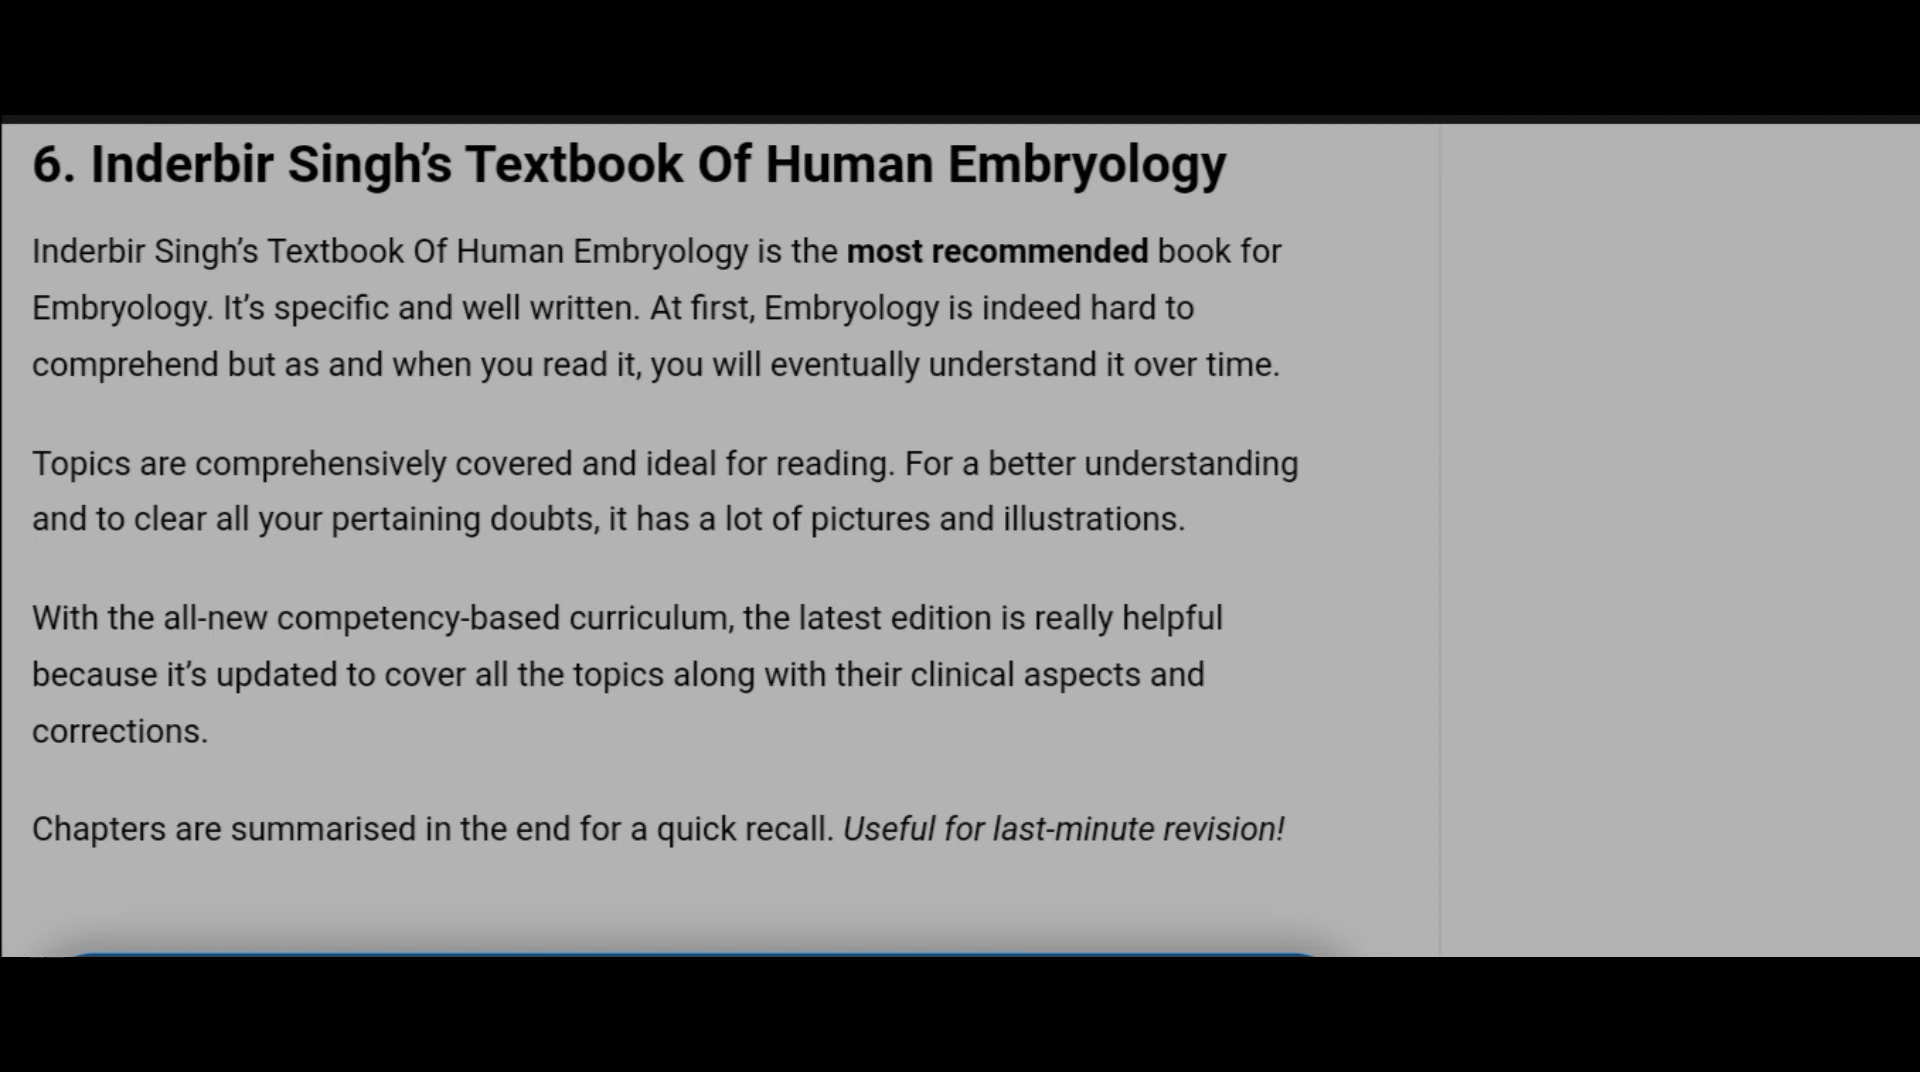 6. Inderbir Singh’s Textbook Of Human Embryology
Inderbir Singh’s Textbook Of Human Embryology is the most recommended book for
Embryology. It’s specific and well written. At first, Embryology is indeed hard to
comprehend but as and when you read it, you will eventually understand it over time.
Topics are comprehensively covered and ideal for reading. For a better understanding
and to clear all your pertaining doubts, it has a lot of pictures and illustrations.
With the all-new competency-based curriculum, the latest edition is really helpful
because it’s updated to cover all the topics along with their clinical aspects and
corrections.
Chapters are summarised in the end for a quick recall. Useful for last-minute revision!